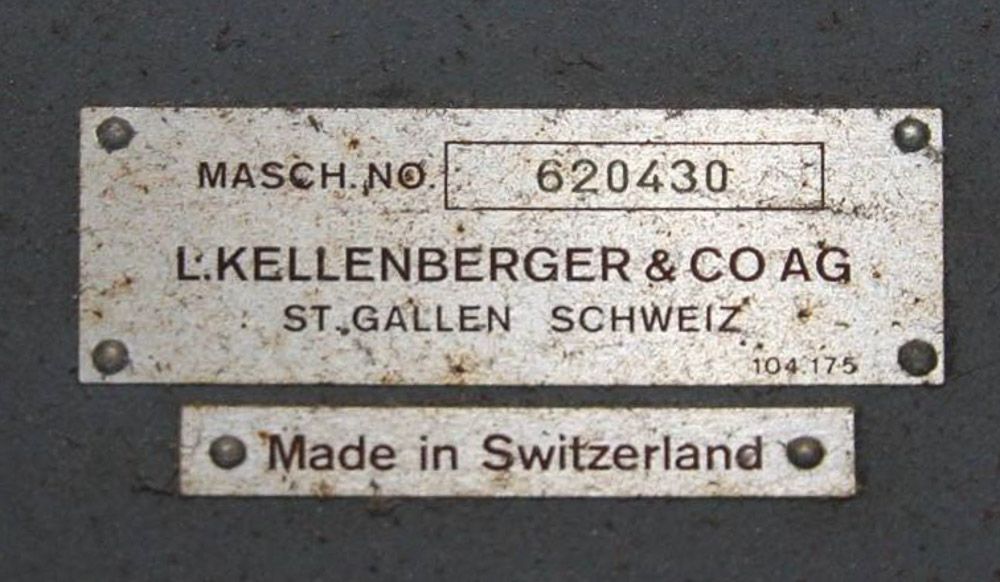 MASCH. NO. 620430
L. KELLENBERGER & CO AG
ST. GALLEN SCHWEIZ
104.175
Made in Switzerland